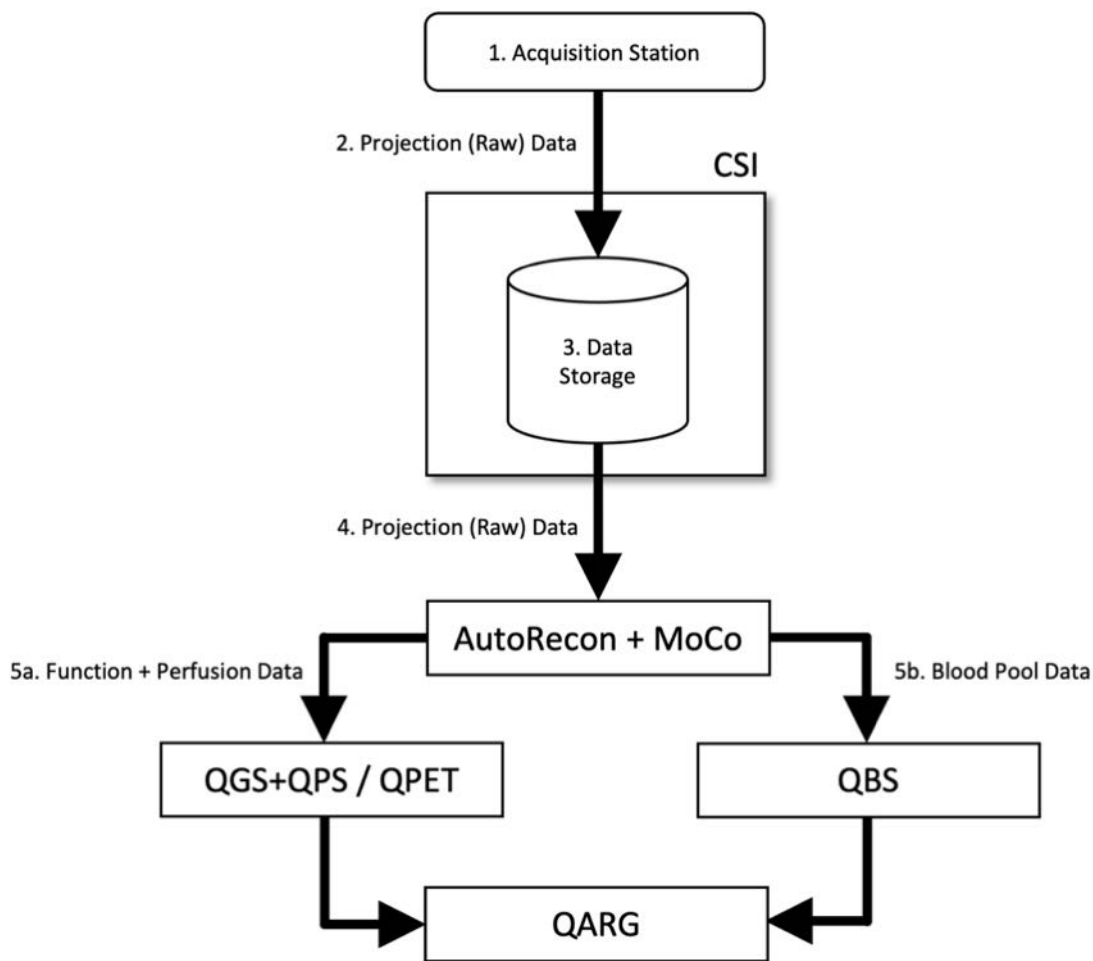 1. Acquisition Station
2. Projection (Raw) Data
CSI
3. Data
Storage
4. Projection (Raw) Data
AutoRecon + MoCo
5a. Function + Perfusion Data
5b. Blood Pool Data
QGS+QPS / QPET
QBS
QARG